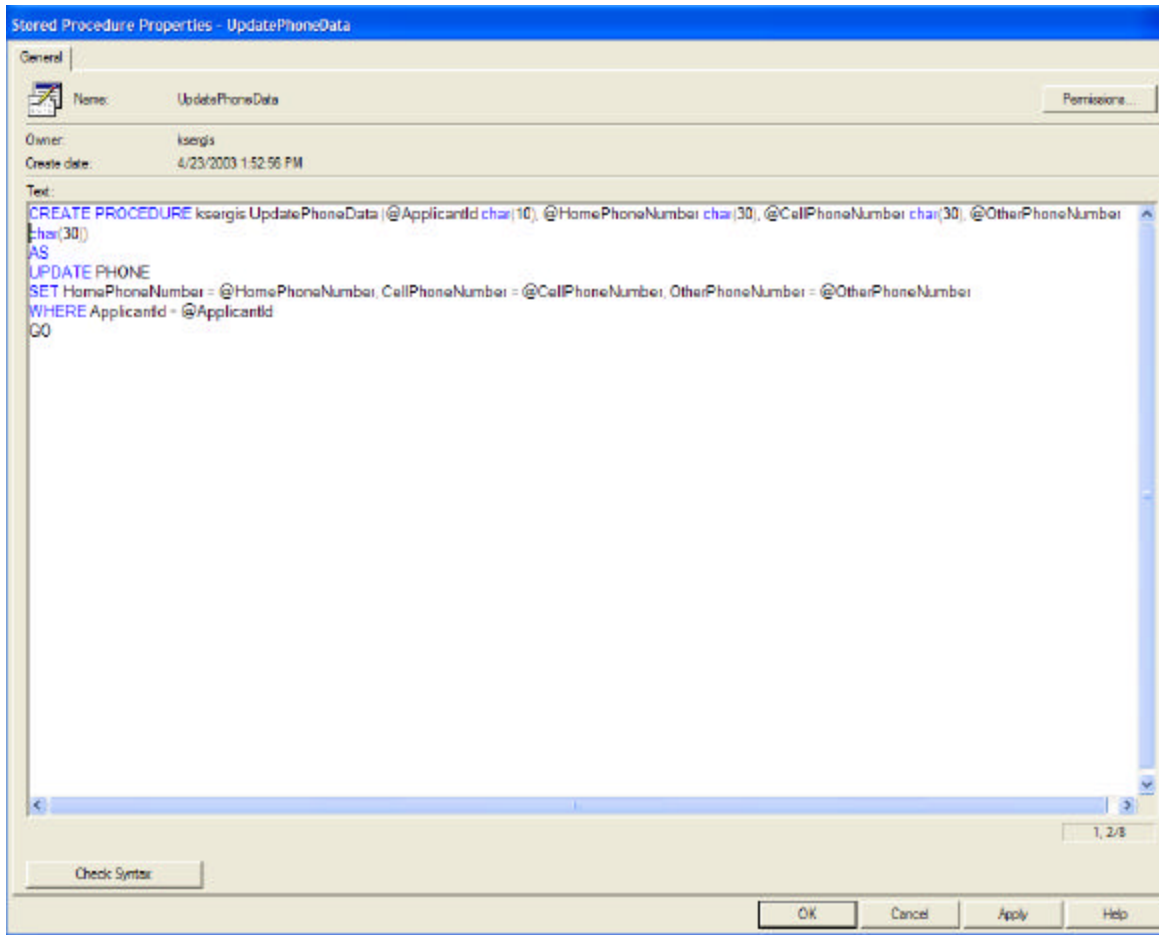 Stored Procedure Properties - UpdatePhoneData
General
Name: UpdatePhoneData Permissions...
Owner: ksergis
Create date: 4/23/2003 1:52:56 PM
Text:
CREATE PROCEDURE ksergis.UpdatePhoneData (@ApplicantId char(10), @HomePhoneNumber char(30), @CellPhoneNumber char(30), @OtherPhoneNumber
char(30))
AS
UPDATE PHONE
SET HomePhoneNumber = @HomePhoneNumber, CellPhoneNumber = @CellPhoneNumber, OtherPhoneNumber = @OtherPhoneNumber
WHERE ApplicantId = @ApplicantId
GO
1, 2/8
Check Syntax
OK Cancel Apply Help